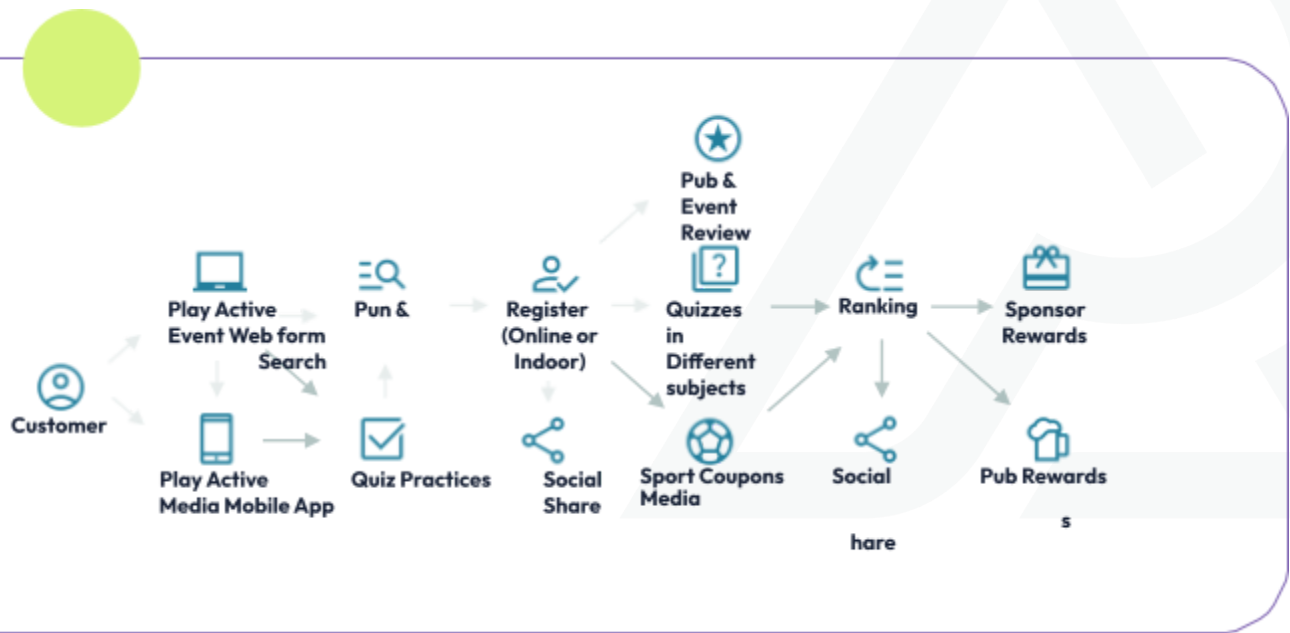 Pub &
Event
Review
Play Active
Event Web form
Search
Pun &
Register
(Online or
Indoor)
Quizzes
in
Different
subjects
Ranking
Sponsor
Rewards
Customer
Play Active
Media Mobile App
Quiz Practices
Social
Share
Sport Coupons
Media
Social
hare
Pub Rewards
s